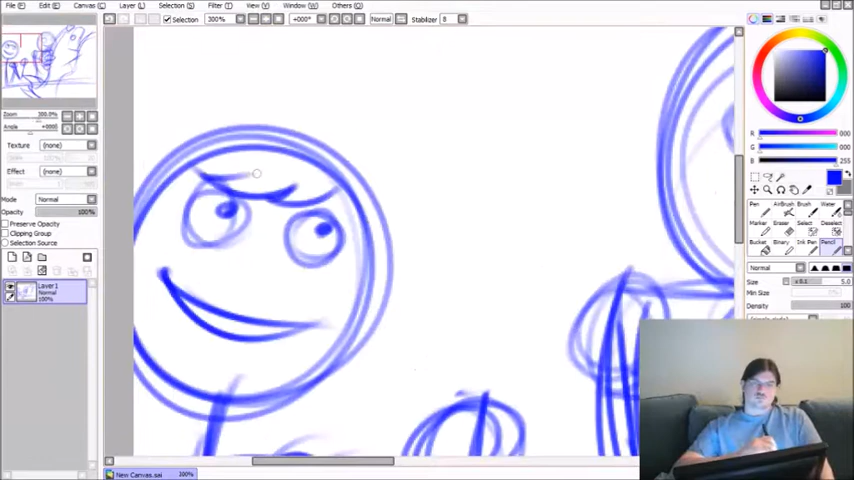 File (F) Edit (E) Canvas (C) Layer (L) Selection (S) Filter (T) View (V) Window (W) Others (O)
Selection 300% +000° Normal Stabilizer 8
Zoom 300.0%
Angle
Texture (none)
Effect (none)
Mode Normal
Opacity 100%
Preserve Opacity
Clipping Group
Selection Source
Layer1
Normal
100%
R 000
G 000
B 255
Pen AirBrush Brush Water
Marker Eraser Select Deselect
Bucket Binary Ink Pen Pencil
Normal
Size x 0.1 5.0
Min Size
Density 100
New Canvas.sai 300%